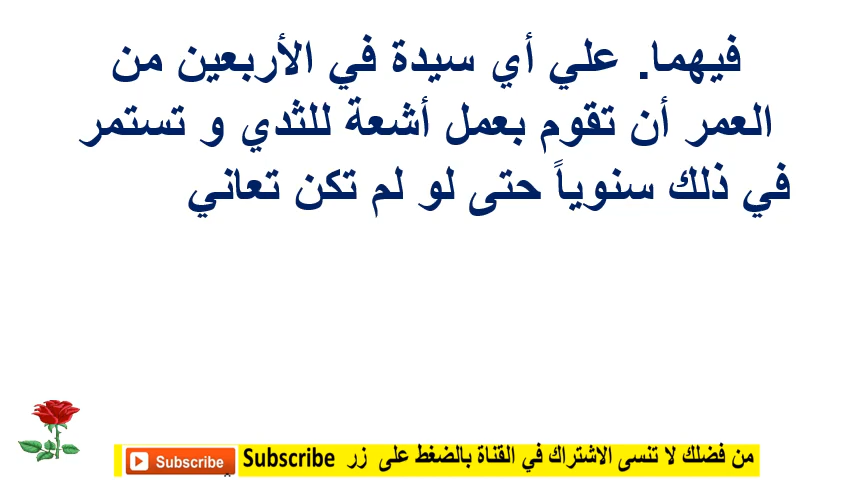 فيهما. علي أي سيدة في الأربعين من
العمر أن تقوم بعمل أشعة للثدي و تستمر
في ذلك سنوياً حتى لو لم تكن تعاني
من فضلك لا تنسى الاشتراك في القناة بالضغط على زر Subscribe
Subscribe